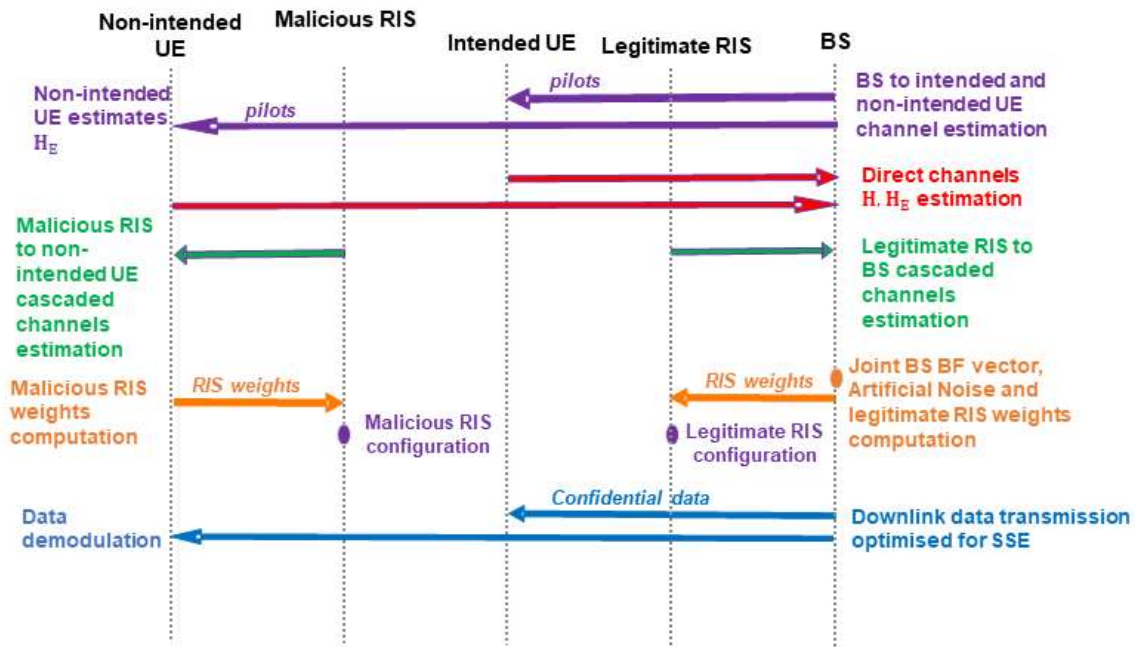 Non-intended
UE
Malicious RIS
Intended UE
Legitimate RIS
BS
Non-intended
UE estimates
H_E
pilots
pilots
BS to intended and
non-intended UE
channel estimation
Direct channels
H, H_E estimation
Malicious RIS
to non-
intended UE
cascaded
channels
estimation
Legitimate RIS to
BS cascaded
channels
estimation
Malicious RIS
weights
computation
RIS weights
RIS weights
Joint BS BF vector,
Artificial Noise and
legitimate RIS weights
computation
Malicious RIS
configuration
Legitimate RIS
configuration
Data
demodulation
Confidential data
Downlink data transmission
optimised for SSE